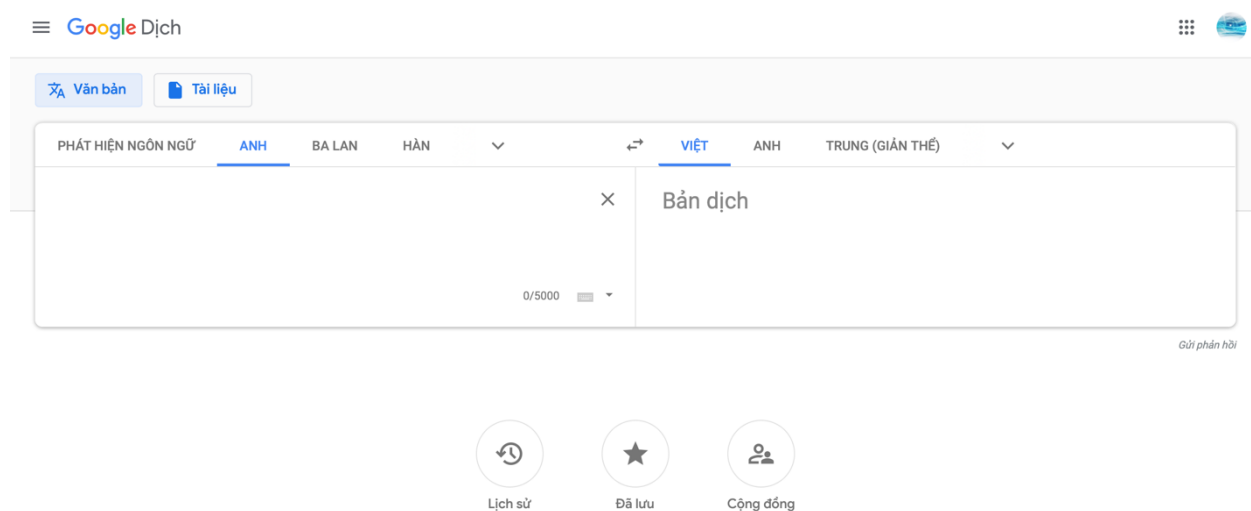 Google Dịch
Văn bản Tài liệu
PHÁT HIỆN NGÔN NGỮ ANH BA LAN HÀN VIỆT ANH TRUNG (GIẢN THỂ)
Bản dịch
0/5000
Gửi phản hồi
Lịch sử Đã lưu Cộng đồng